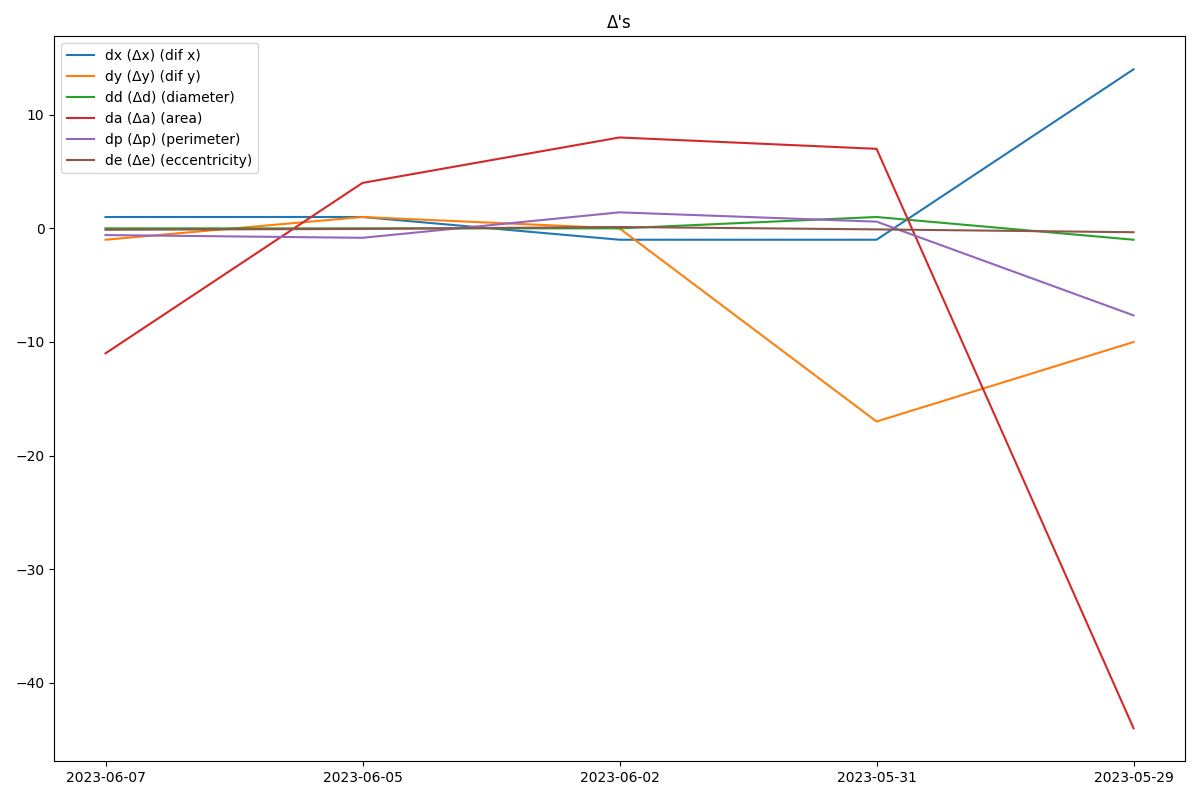 Δ's
dx (Δx) (dif x)
dy (Δy) (dif y)
dd (Δd) (diameter)
da (Δa) (area)
dp (Δp) (perimeter)
de (Δe) (eccentricity)
10
0
−10
−20
−30
−40
2023-06-07 2023-06-05 2023-06-02 2023-05-31 2023-05-29